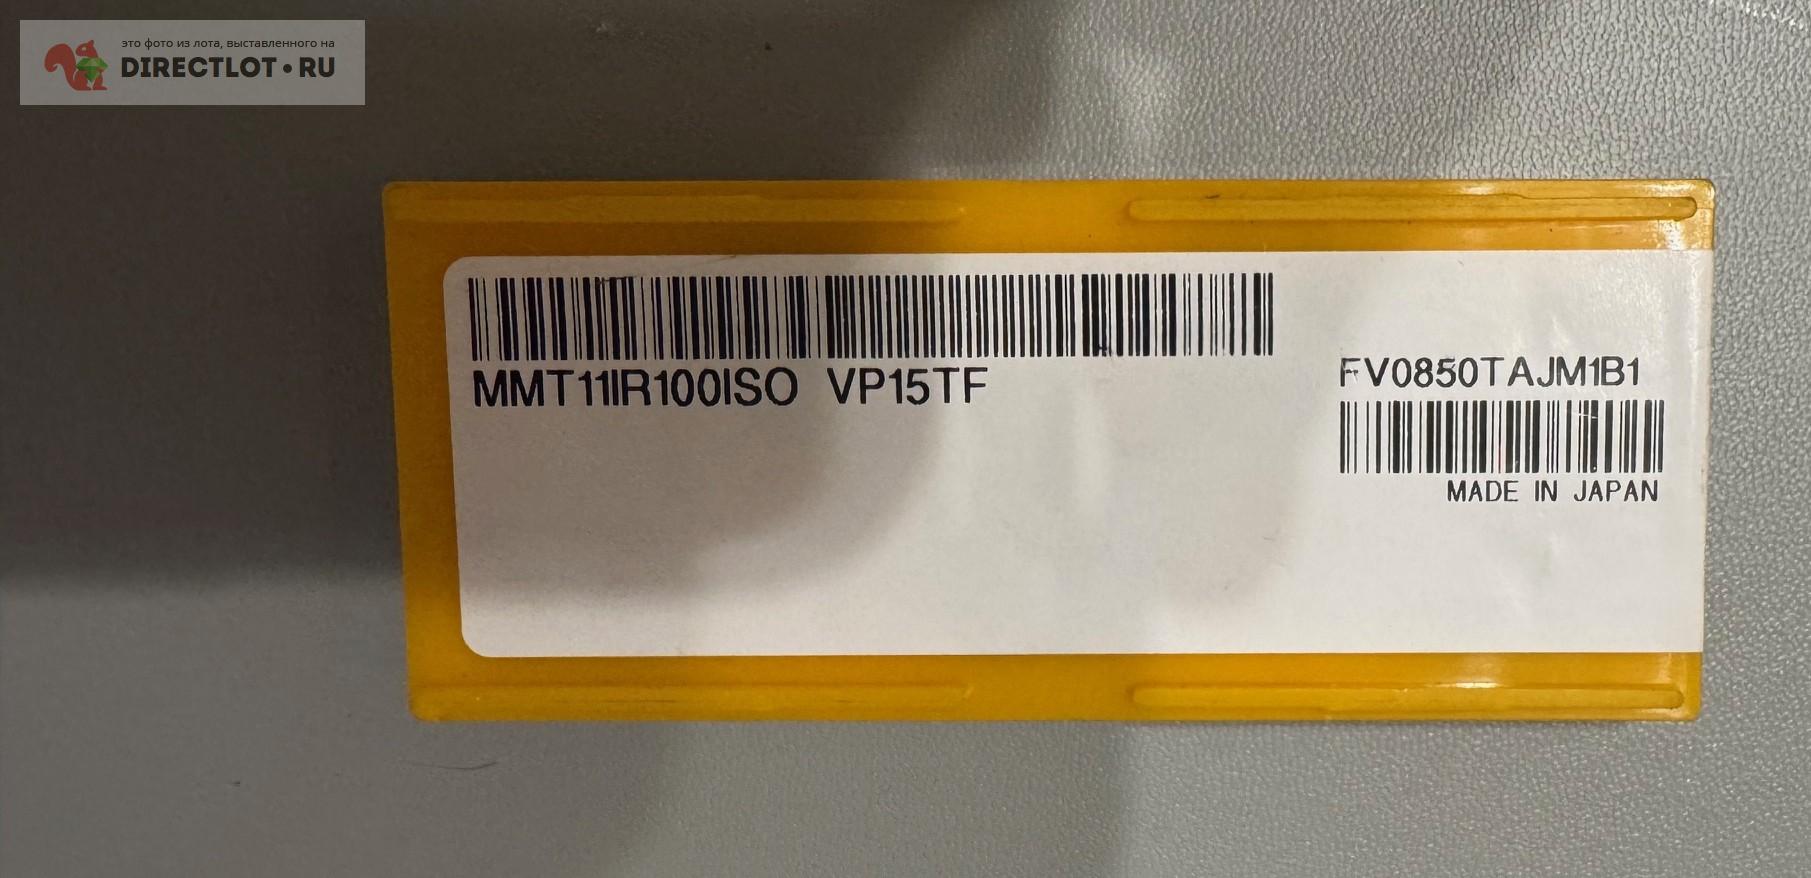 это фото из лота, выставленного на
DIRECTLOT•RU
MMT11IR100ISO VP15TF
FV0850TAJM1B1
MADE IN JAPAN